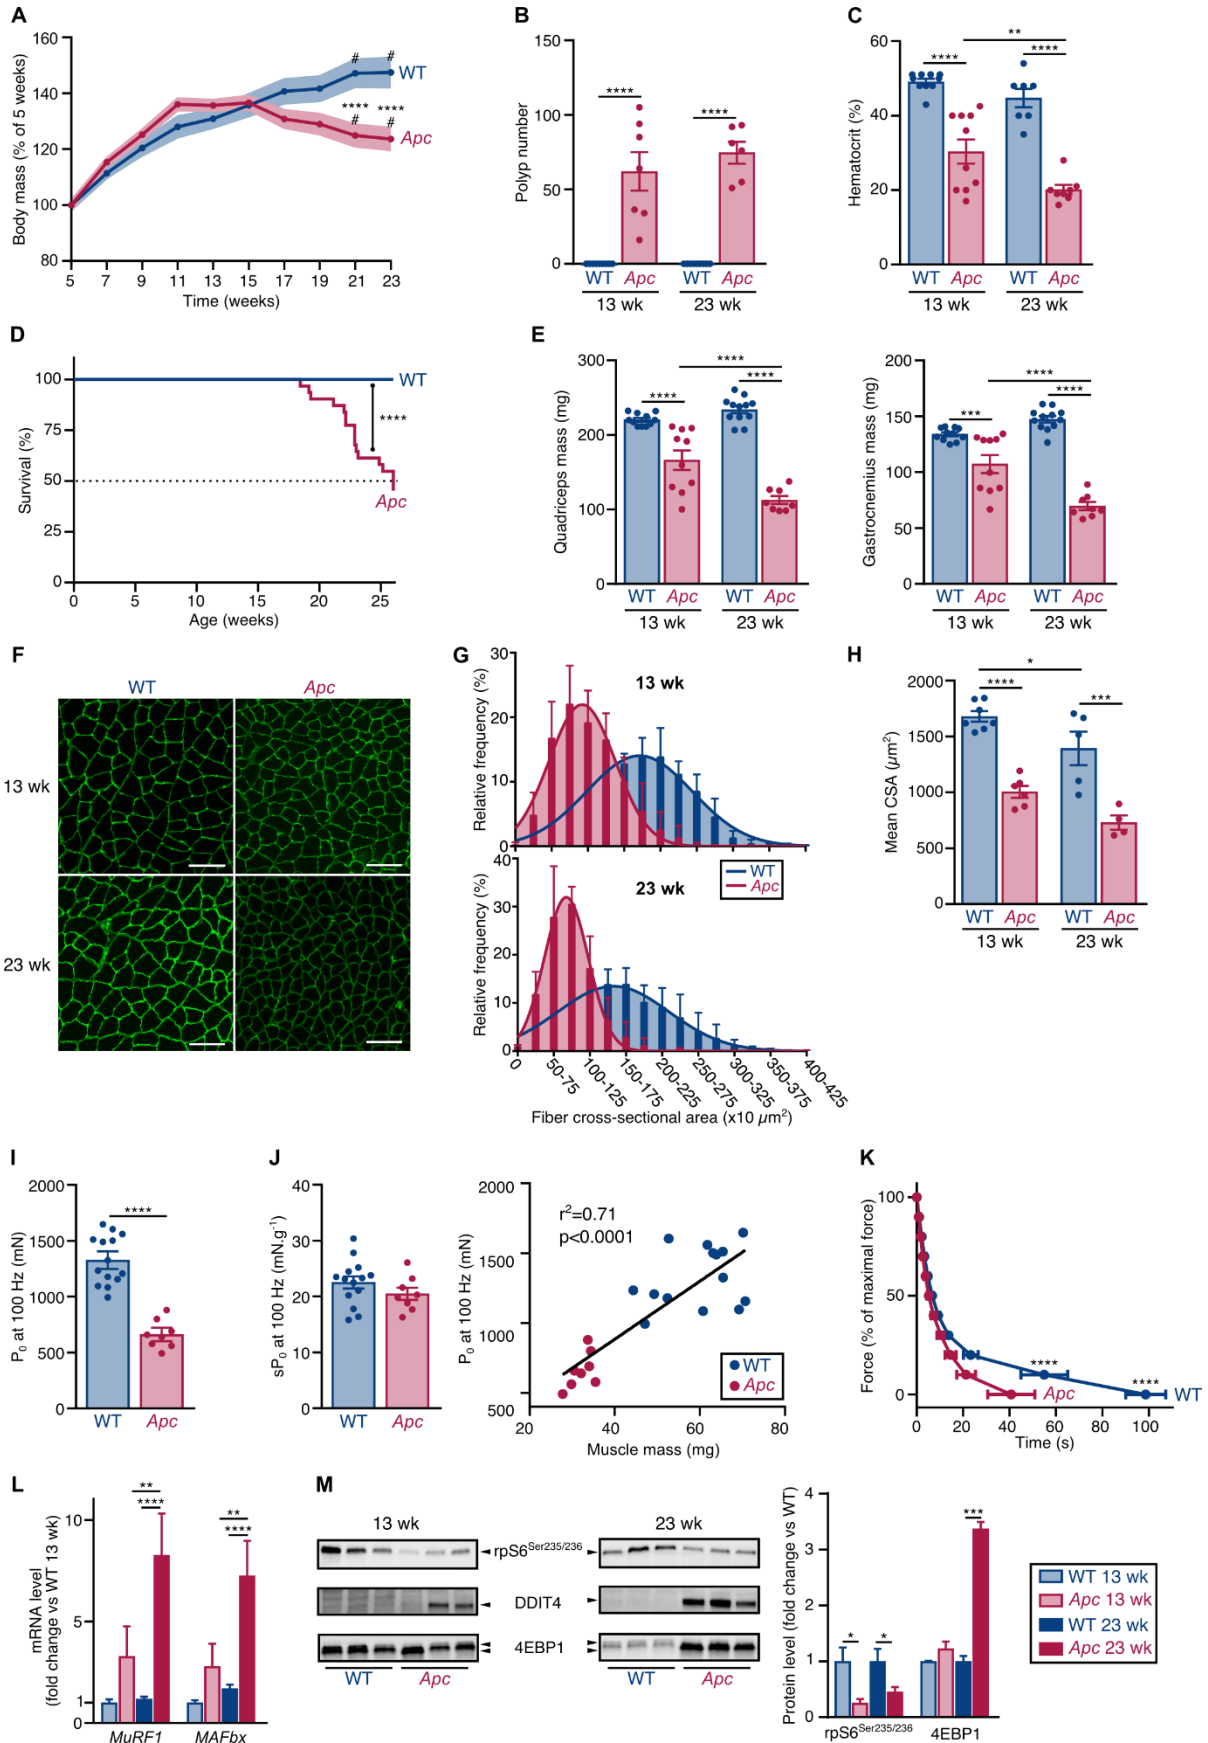 A
Body mass (% of 5 weeks)
160
140
120
100
80
# #
WT
**** ****
# #
Apc
5 7 9 11 13 15 17 19 21 23
Time (weeks)
B
Polyp number
150
100
50
0
****
****
WT Apc WT Apc
13 wk 23 wk
C
Hematocrit (%)
60
40
20
0
**
**** ****
WT Apc WT Apc
13 wk 23 wk
D
Survival (%)
100
75
50
25
0
WT
****
Apc
0 5 10 15 20 25
Age (weeks)
E
Quadriceps mass (mg)
300
200
100
0
****
****
****
WT Apc WT Apc
13 wk 23 wk
Gastrocnemius mass (mg)
200
150
100
50
0
****
****
***
WT Apc WT Apc
13 wk 23 wk
F
WT Apc
13 wk
23 wk
G
Relative frequency (%)
30
20
10
0
13 wk
WT
Apc
Relative frequency (%)
40
30
20
10
0
23 wk
0 50-75 100-125 150-175 200-225 250-275 300-325 350-375 400-425
Fiber cross-sectional area (x10 µm²)
H
Mean CSA (µm²)
2000
1500
1000
500
0
*
**** ***
WT Apc WT Apc
13 wk 23 wk
I
P₀ at 100 Hz (mN)
2000
1500
1000
500
0
****
WT Apc
J
sP₀ at 100 Hz (mN.g⁻¹)
40
30
20
10
0
WT Apc
P₀ at 100 Hz (mN)
2000
1500
1000
500
r²=0.71
p<0.0001
WT
Apc
20 40 60 80
Muscle mass (mg)
K
Force (% of maximal force)
100
50
0
****
****
Apc
WT
0 20 40 60 80 100
Time (s)
L
mRNA level
(fold change vs WT 13 wk)
10
5
1
0
** **
**** ****
MuRF1 MAFbx
M
13 wk 23 wk
rpS6Ser235/236
DDIT4
4EBP1
WT Apc WT Apc
Protein level (fold change vs WT)
4
3
2
1
0
* * ***
rpS6Ser235/236 4EBP1
WT 13 wk
Apc 13 wk
WT 23 wk
Apc 23 wk